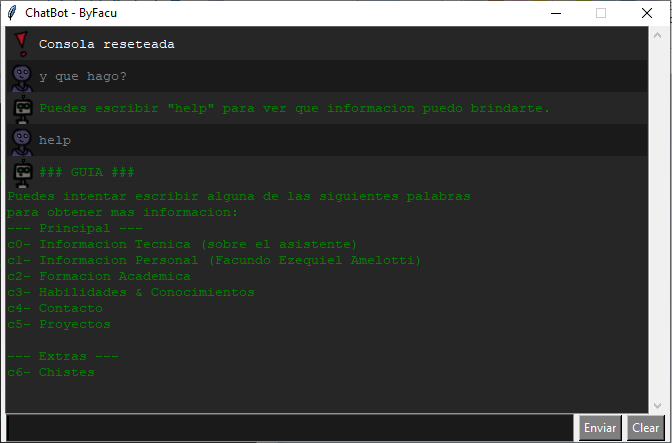 ChatBot - ByFacu
Consola reseteada
y que hago?
Puedes escribir "help" para ver que informacion puedo brindarte.
help
### GUIA ###
Puedes intentar escribir alguna de las siguientes palabras
para obtener mas informacion:
--- Principal ---
c0- Informacion Tecnica (sobre el asistente)
c1- Informacion Personal (Facundo Ezequiel Amelotti)
c2- Formacion Academica
c3- Habilidades & Conocimientos
c4- Contacto
c5- Proyectos
--- Extras ---
c6- Chistes
Enviar Clear